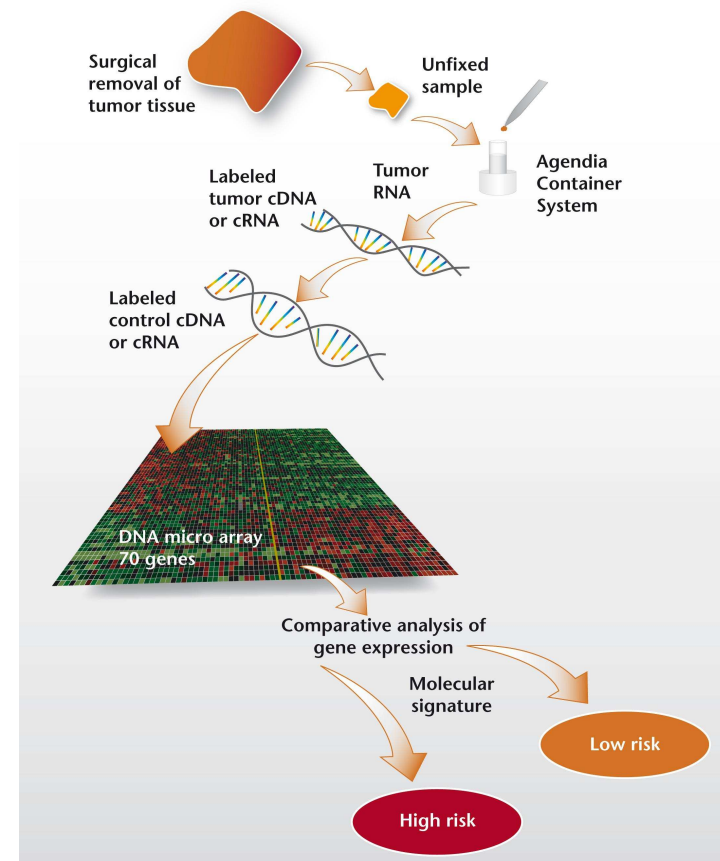 Surgical
removal of
tumor tissue
Unfixed
sample
Agendia
Container
System
Tumor
RNA
Labeled
tumor cDNA
or cRNA
Labeled
control cDNA
or cRNA
DNA micro array
70 genes
Comparative analysis of
gene expression
Molecular
signature
Low risk
High risk